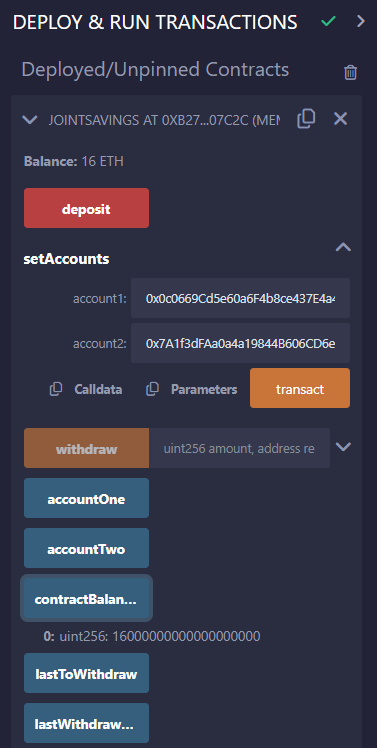 DEPLOY & RUN TRANSACTIONS
Deployed/Unpinned Contracts
JOINTSAVINGS AT 0XB27...07C2C (MEM
Balance: 16 ETH
deposit
setAccounts
account1: 0x0c0669Cd5e60a6F4b8ce437E4a4
account2: 0x7A1f3dFAa0a4a19844B606CD6e
Calldata Parameters transact
withdraw uint256 amount, address re
accountOne
accountTwo
contractBalan...
0: uint256: 16000000000000000000
lastToWithdraw
lastWithdraw...